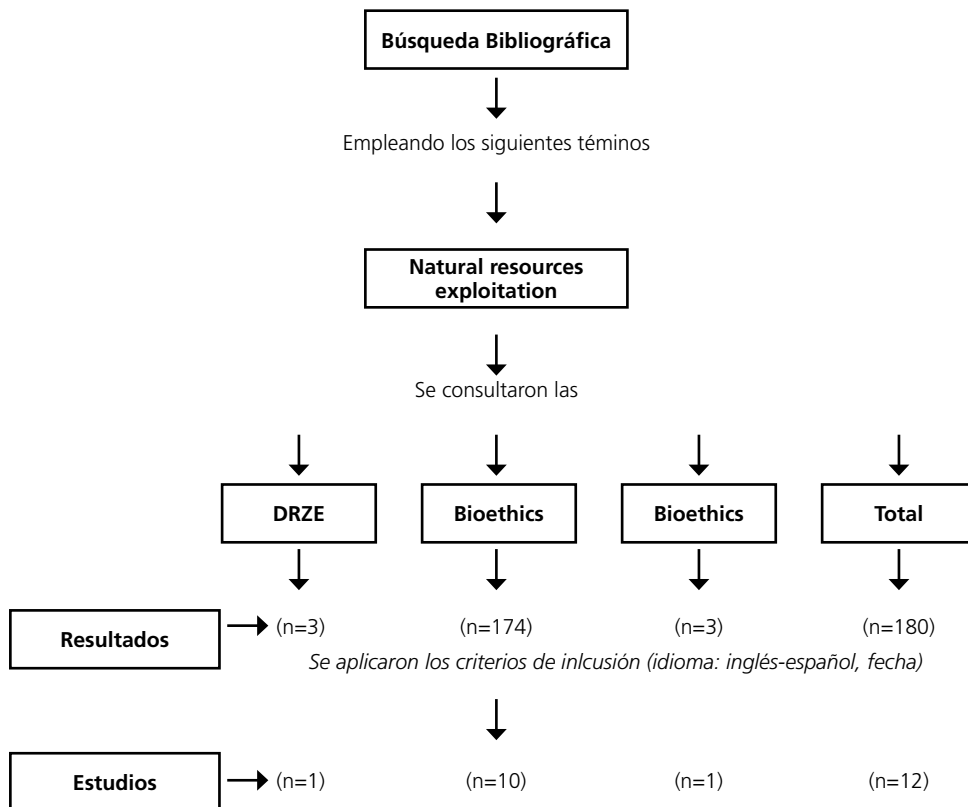 Búsqueda Bibliográfica
Empleando los siguientes téminos
Natural resources
exploitation
Se consultaron las
DRZE Bioethics Bioethics Total
Resultados (n=3) (n=174) (n=3) (n=180)
Se aplicaron los criterios de inlcusión (idioma: inglés-español, fecha)
Estudios (n=1) (n=10) (n=1) (n=12)